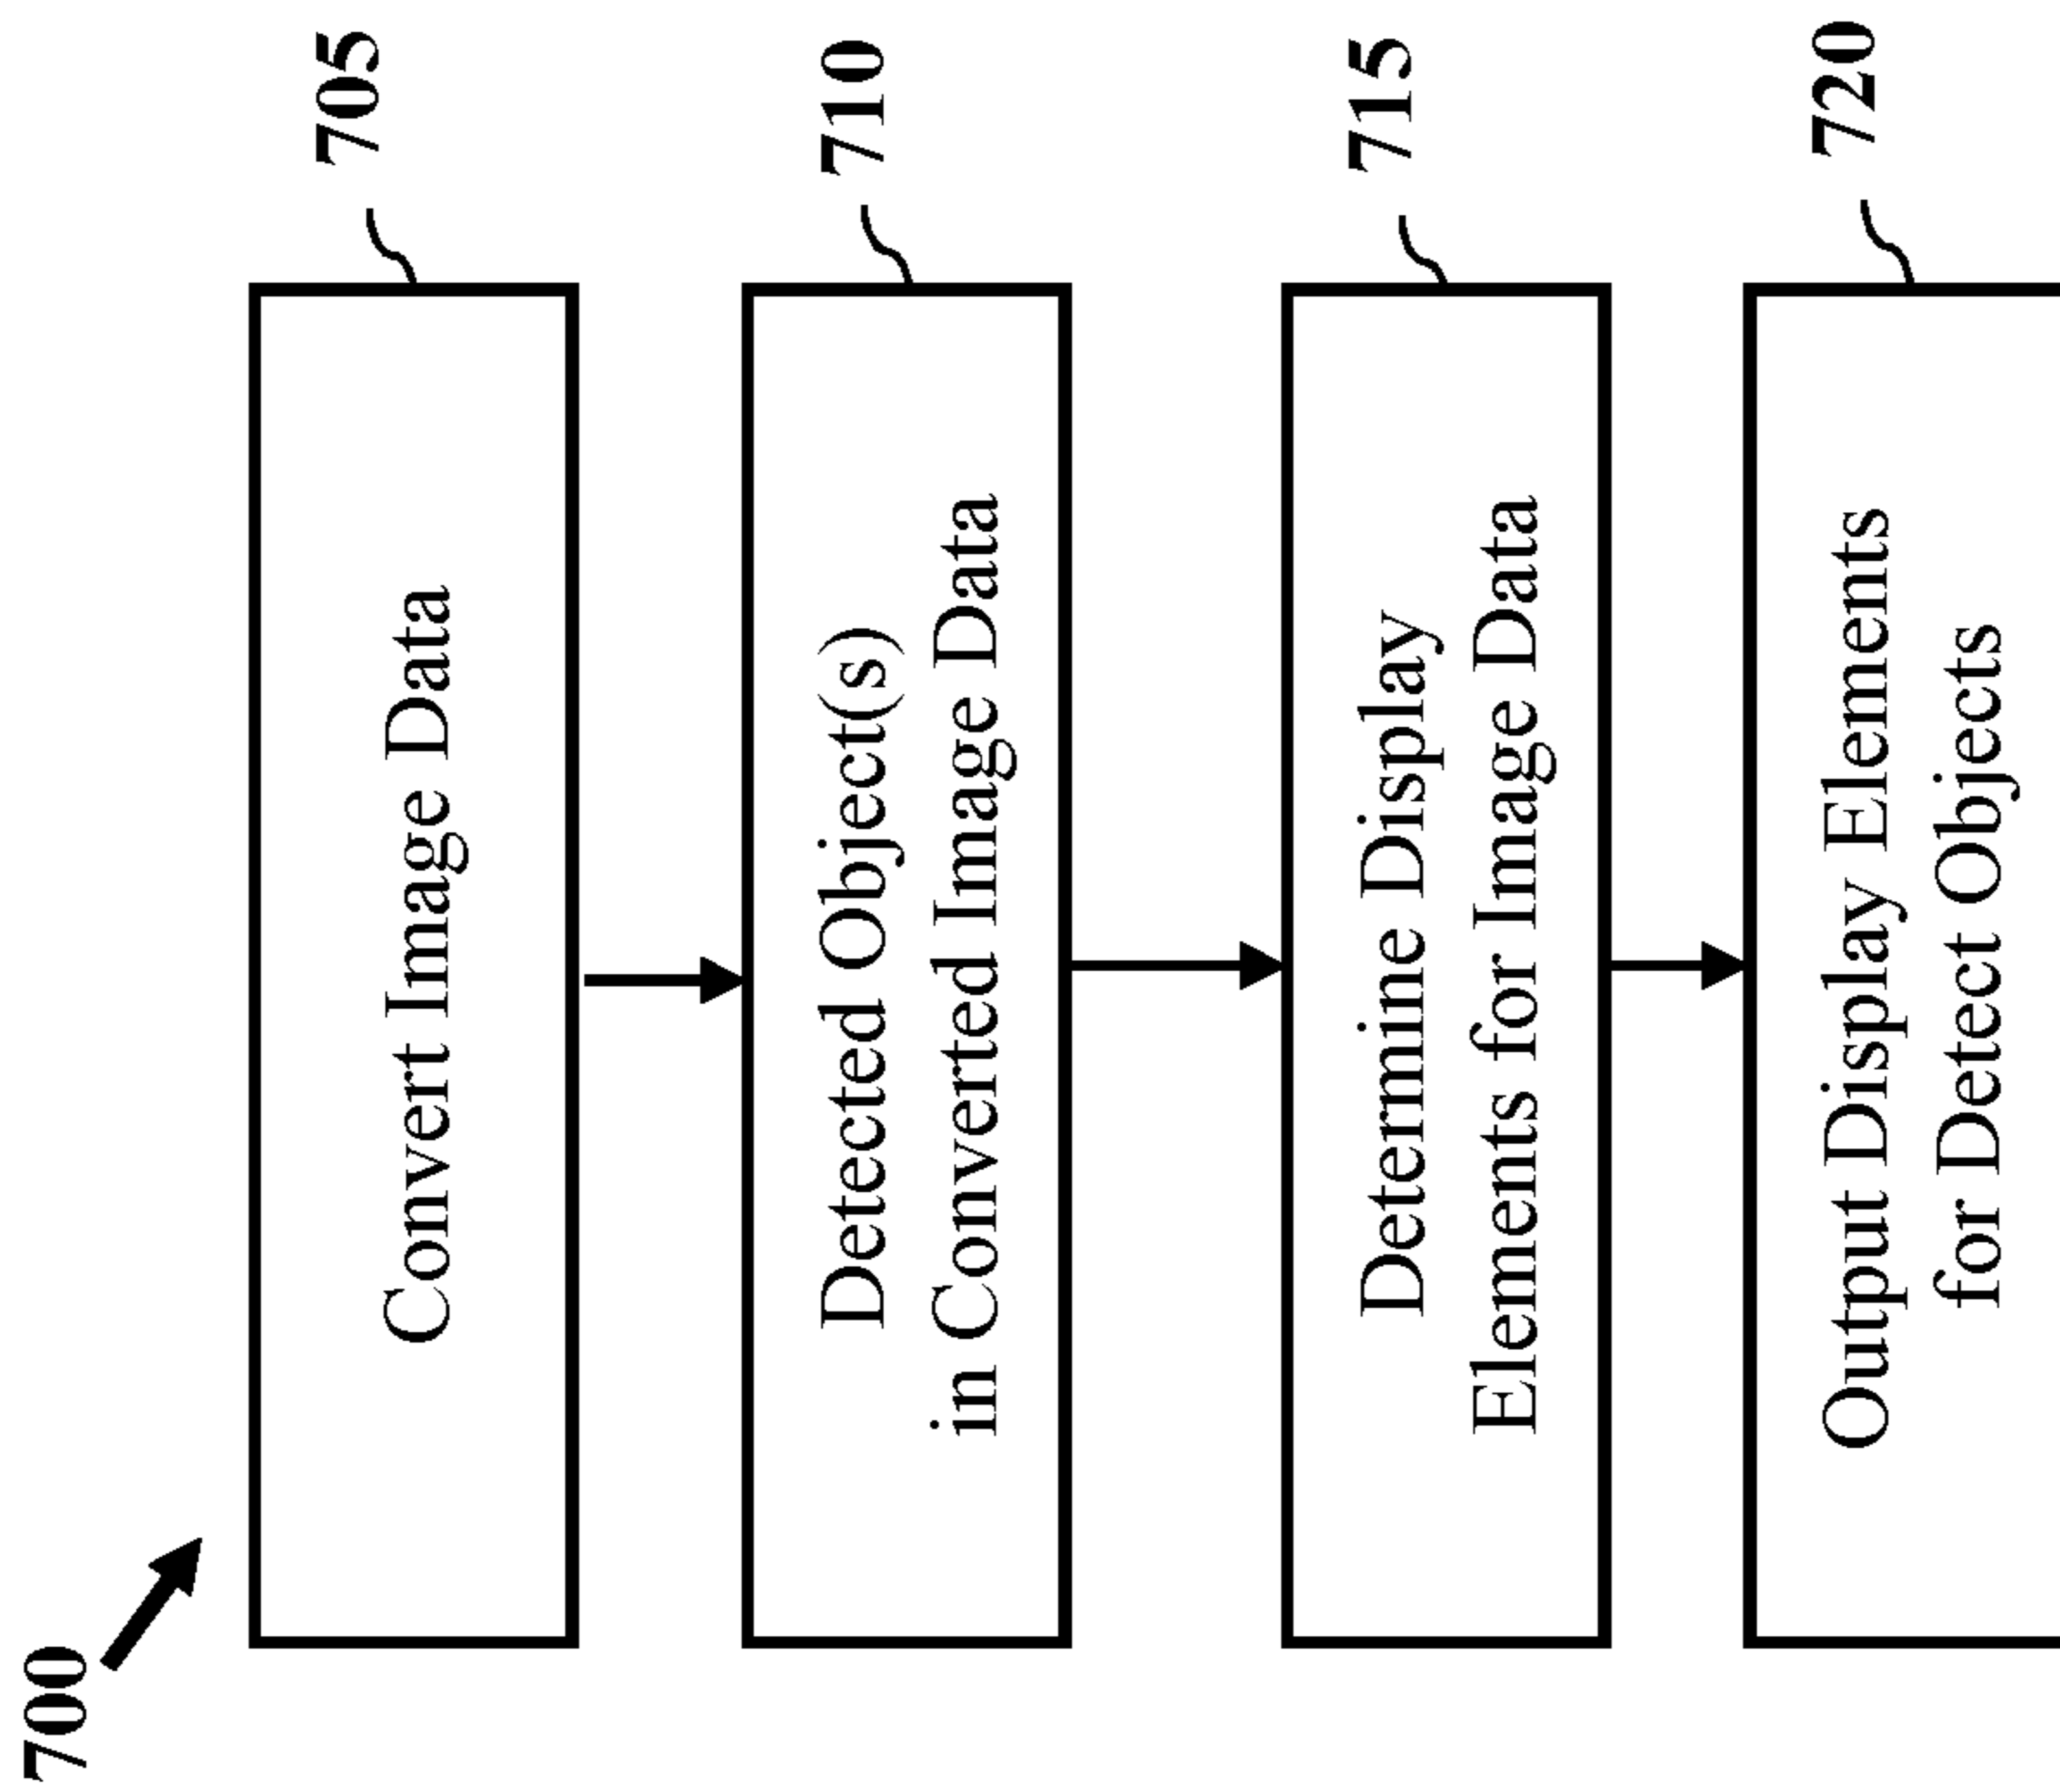 700
705
Convert Image Data
710
Detected Object(s)
in Converted Image Data
715
Determine Display
Elements for Image Data
720
Output Display Elements
for Detect Objects